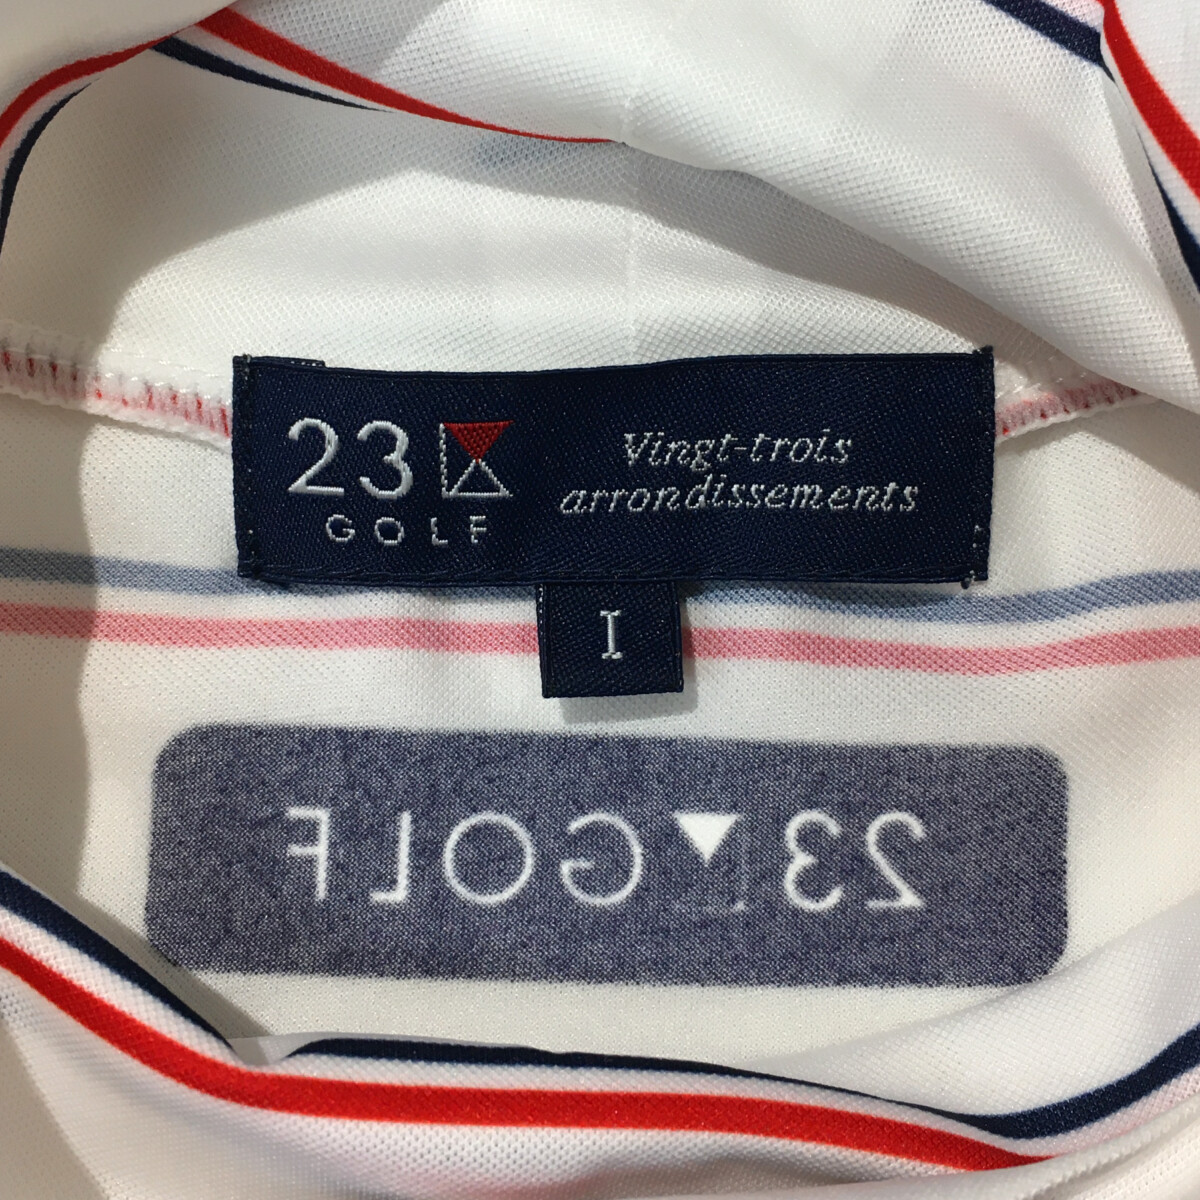 23
GOLF
Vingt-trois
arrondissements
I
23 GOLF